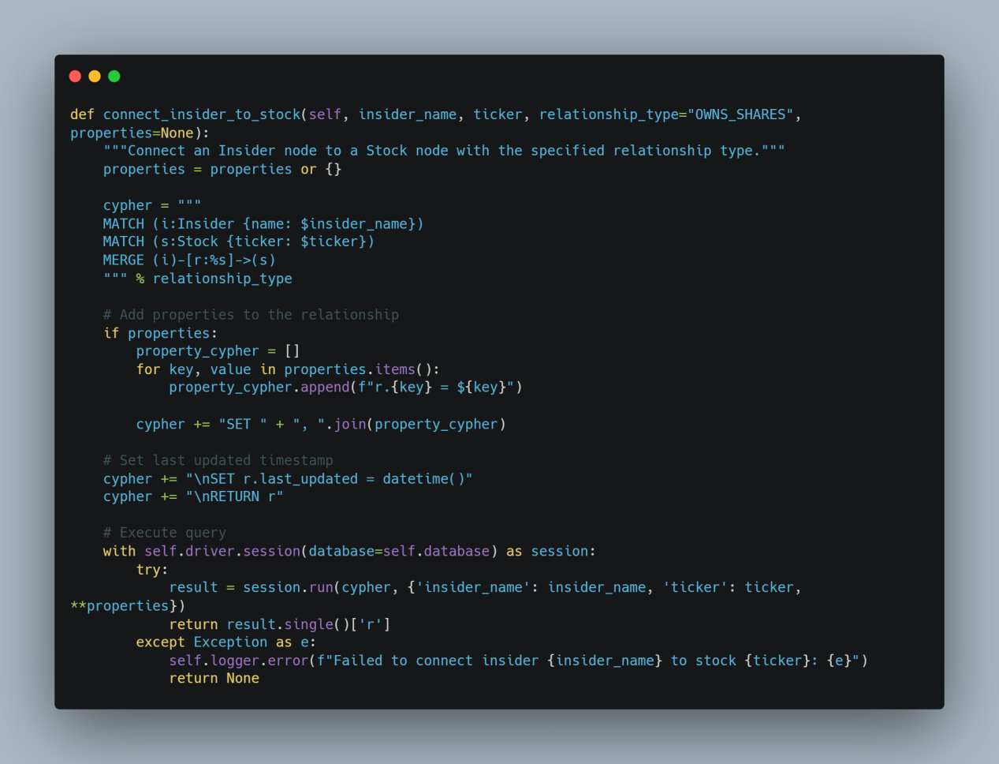 def connect_insider_to_stock(self, insider_name, ticker, relationship_type="OWNS_SHARES",
properties=None):
    """Connect an Insider node to a Stock node with the specified relationship type."""
    properties = properties or {}

    cypher = """
    MATCH (i:Insider {name: $insider_name})
    MATCH (s:Stock {ticker: $ticker})
    MERGE (i)-[r:%s]->(s)
    """ % relationship_type

    # Add properties to the relationship
    if properties:
        property_cypher = []
        for key, value in properties.items():
            property_cypher.append(f"r.{key} = ${key}")

        cypher += "SET " + ", ".join(property_cypher)

    # Set last updated timestamp
    cypher += "\nSET r.last_updated = datetime()"
    cypher += "\nRETURN r"

    # Execute query
    with self.driver.session(database=self.database) as session:
        try:
            result = session.run(cypher, {'insider_name': insider_name, 'ticker': ticker,
**properties})
            return result.single()['r']
        except Exception as e:
            self.logger.error(f"Failed to connect insider {insider_name} to stock {ticker}: {e}")
            return None